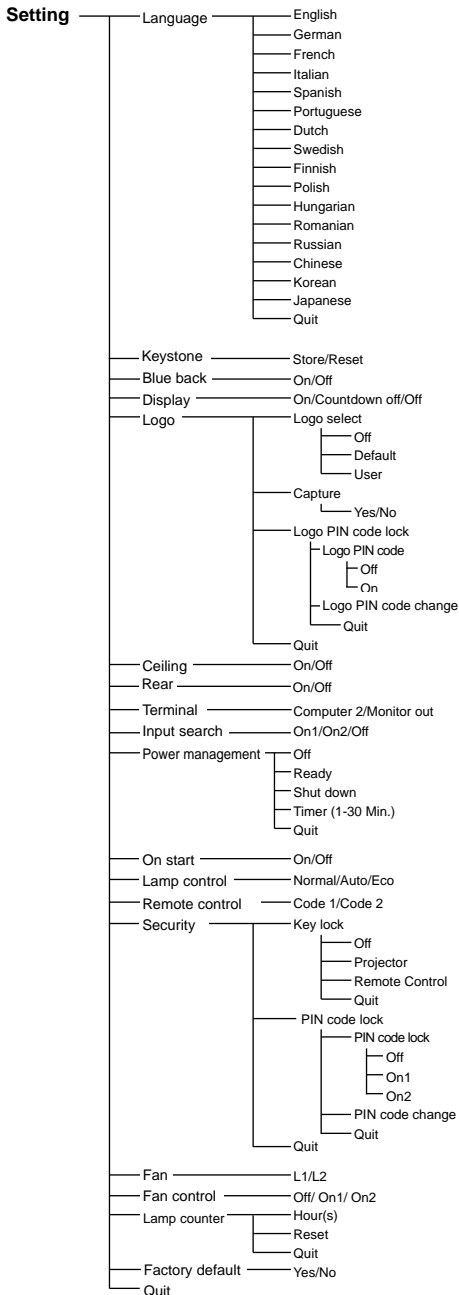 Setting Language English
German
French
Italian
Spanish
Portuguese
Dutch
Swedish
Finnish
Polish
Hungarian
Romanian
Russian
Chinese
Korean
Japanese
Quit
Keystone Store/Reset
Blue back On/Off
Display On/Countdown off/Off
Logo Logo select
Off
Default
User
Capture
Yes/No
Logo PIN code lock
Logo PIN code
Off
On
Logo PIN code change
Quit
Quit
Ceiling On/Off
Rear On/Off
Terminal Computer 2/Monitor out
Input search On1/On2/Off
Power management Off
Ready
Shut down
Timer (1-30 Min.)
Quit
On start On/Off
Lamp control Normal/Auto/Eco
Remote control Code 1/Code 2
Security Key lock
Off
Projector
Remote Control
Quit
PIN code lock
PIN code lock
Off
On1
On2
PIN code change
Quit
Quit
Fan L1/L2
Fan control Off/ On1/ On2
Lamp counter Hour(s)
Reset
Quit
Factory default Yes/No
Quit